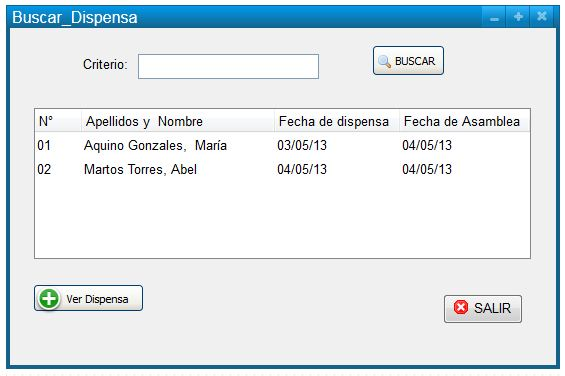 Buscar_Dispensa
Criterio:
BUSCAR
N° Apellidos y Nombre Fecha de dispensa Fecha de Asamblea
01 Aquino Gonzales, María 03/05/13 04/05/13
02 Martos Torres, Abel 04/05/13 04/05/13
Ver Dispensa
SALIR